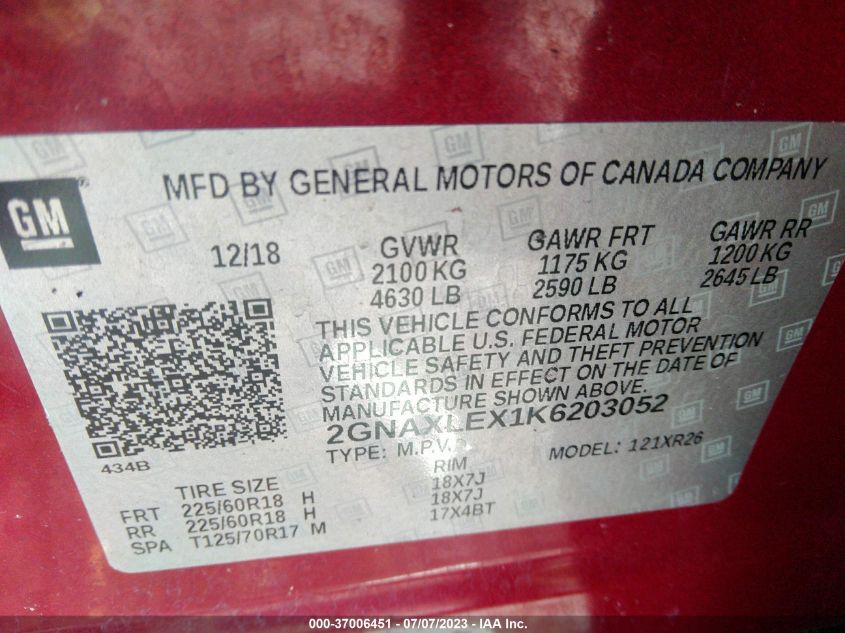 GM
MFD BY GENERAL MOTORS OF CANADA COMPANY
12/18 GVWR GAWR FRT GAWR RR
2100 KG 1175 KG 1200 KG
4630 LB 2590 LB 2645 LB
THIS VEHICLE CONFORMS TO ALL
APPLICABLE U.S. FEDERAL MOTOR
VEHICLE SAFETY AND THEFT PREVENTION
STANDARDS IN EFFECT ON THE DATE OF
MANUFACTURE SHOWN ABOVE.
2GNAXLEX1K6203052
TYPE: M.P.V. MODEL: 121XR26
434B
TIRE SIZE RIM
FRT 225/60R18 H 18X7J
RR 225/60R18 H 18X7J
SPA T125/70R17 M 17X4BT
000-37006451 - 07/07/2023 - © IAA Inc.